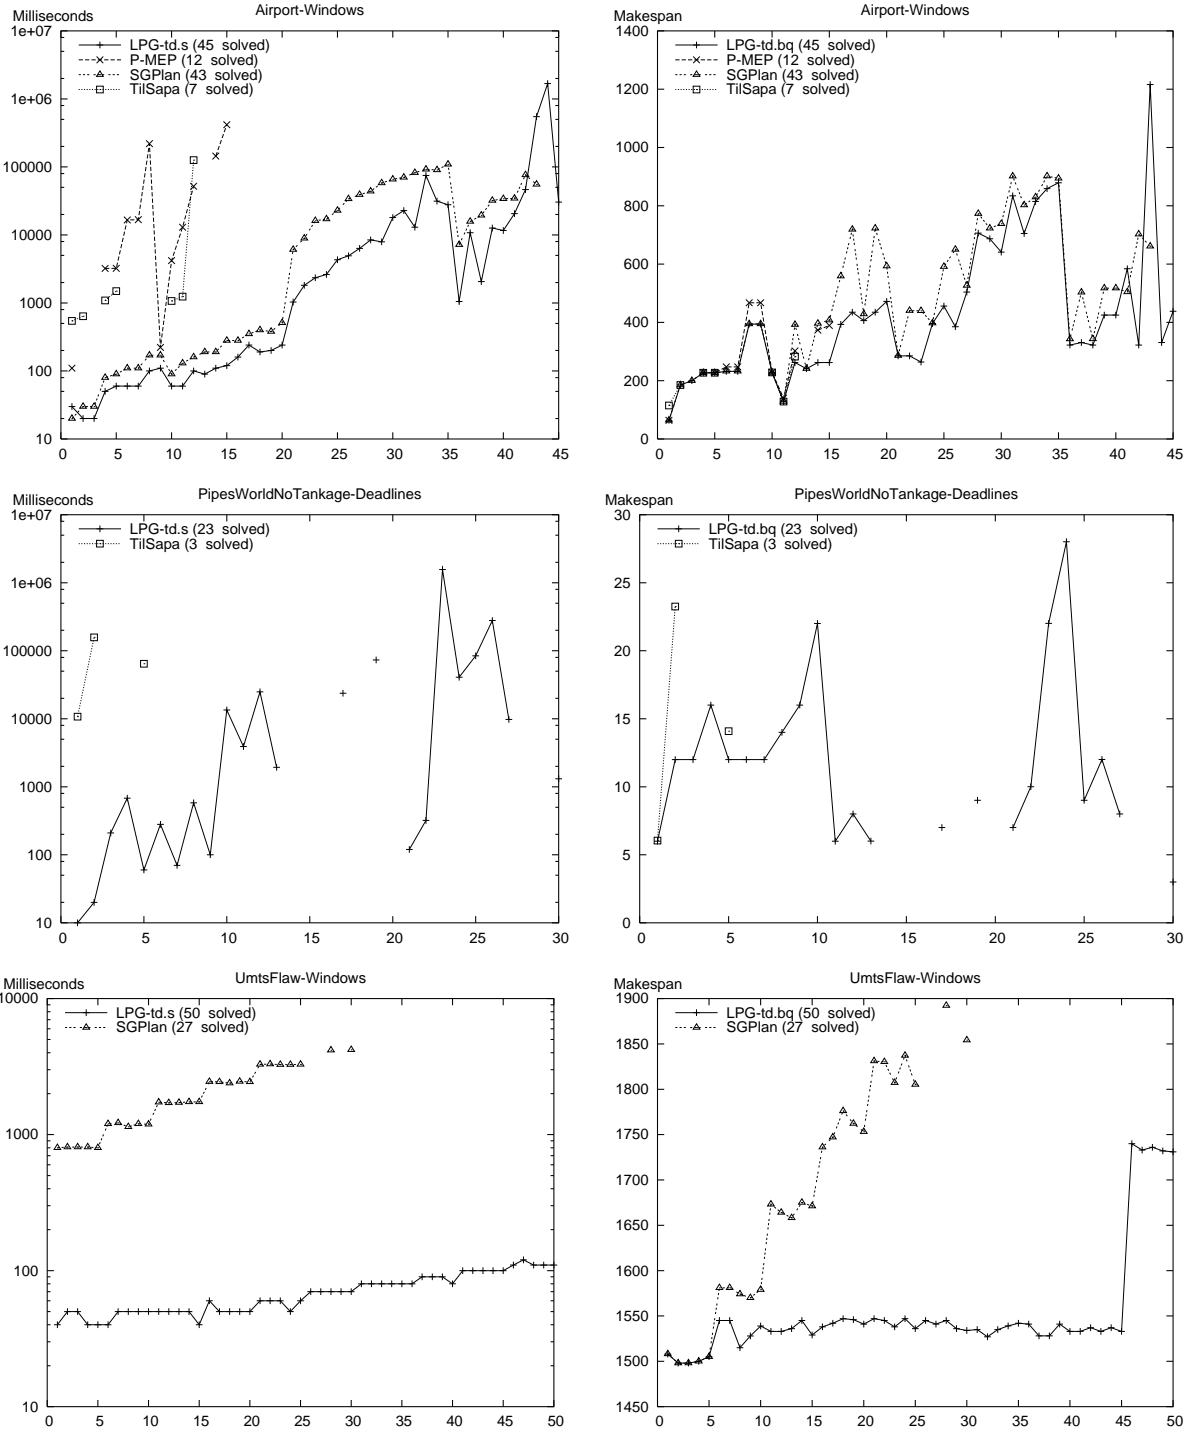 Airport-Windows
Milliseconds
1e+07
1e+06
100000
10000
1000
100
10
LPG-td.s (45 solved)
P-MEP (12 solved)
SGPlan (43 solved)
TilSapa (7 solved)
0 5 10 15 20 25 30 35 40 45
Airport-Windows
Makespan
1400
1200
1000
800
600
400
200
0
LPG-td.bq (45 solved)
P-MEP (12 solved)
SGPlan (43 solved)
TilSapa (7 solved)
0 5 10 15 20 25 30 35 40 45
PipesWorldNoTankage-Deadlines
Milliseconds
1e+07
1e+06
100000
10000
1000
100
10
LPG-td.s (23 solved)
TilSapa (3 solved)
0 5 10 15 20 25 30
PipesWorldNoTankage-Deadlines
Makespan
30
25
20
15
10
5
0
LPG-td.bq (23 solved)
TilSapa (3 solved)
0 5 10 15 20 25 30
UmtsFlaw-Windows
Milliseconds
10000
1000
100
10
LPG-td.s (50 solved)
SGPlan (27 solved)
0 5 10 15 20 25 30 35 40 45 50
UmtsFlaw-Windows
Makespan
1900
1850
1800
1750
1700
1650
1600
1550
1500
1450
LPG-td.bq (50 solved)
SGPlan (27 solved)
0 5 10 15 20 25 30 35 40 45 50